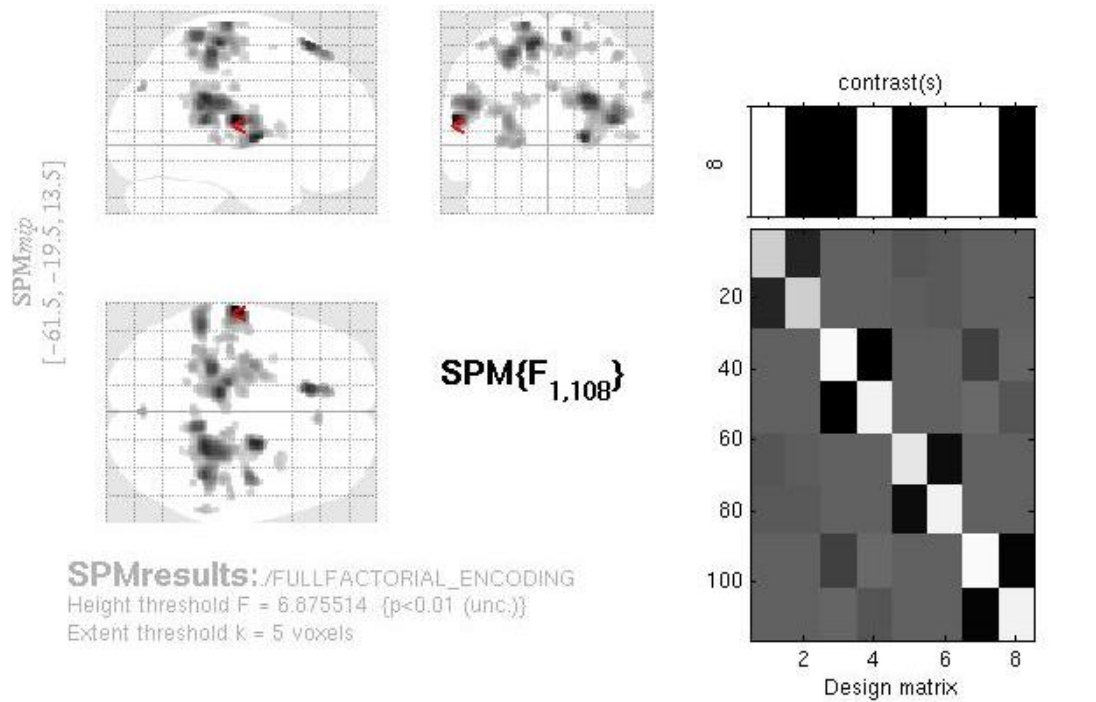 SPMmip
[-61.5, -19.5, 13.5]
SPM{F1,108}
SPMresults:./FULLFACTORIAL_ENCODING
Height threshold F = 6.875514 {p<0.01 (unc.)}
Extent threshold k = 5 voxels
contrast(s)
8
20
40
60
80
100
2 4 6 8
Design matrix